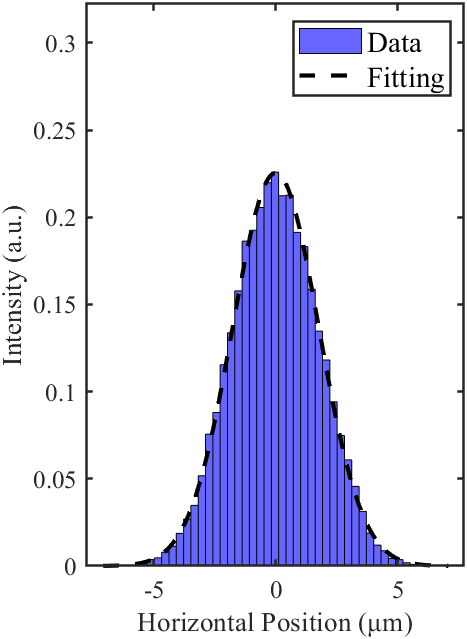 0.3
0.25
0.2
0.15
0.1
0.05
0
Intensity (a.u.)
Data
Fitting
-5
0
5
Horizontal Position (μm)